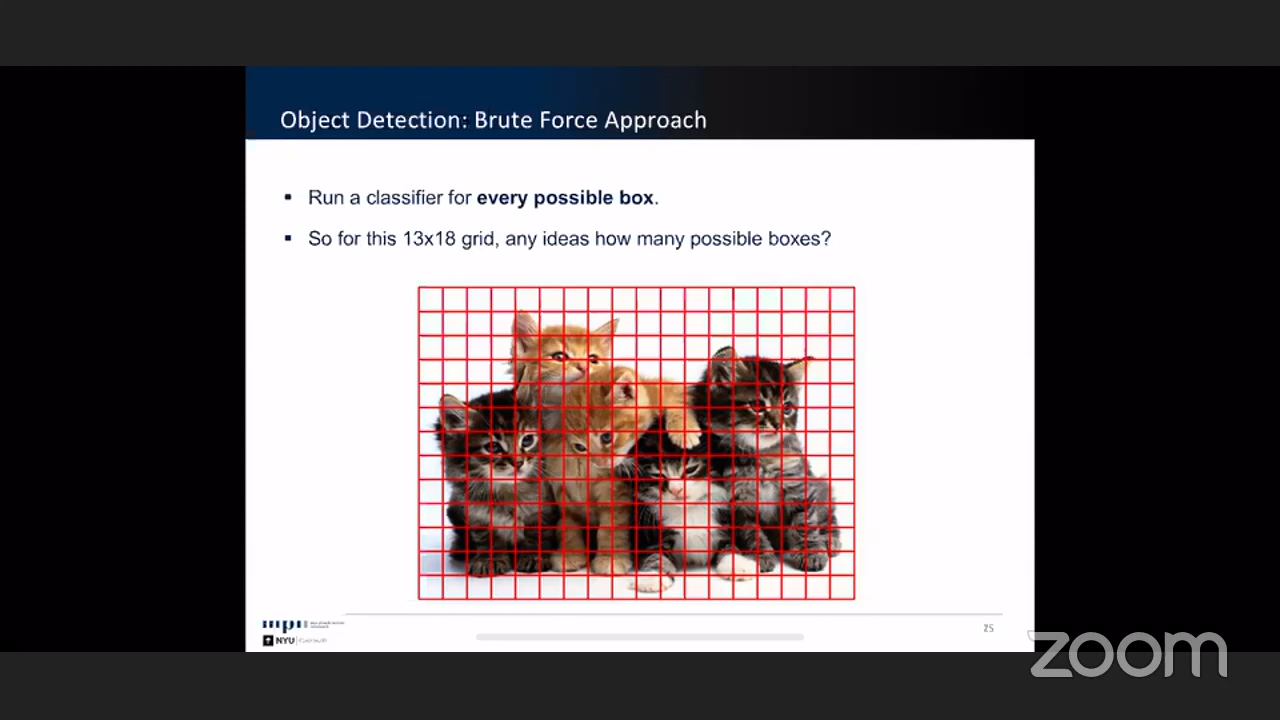 Object Detection: Brute Force Approach
▪ Run a classifier for every possible box.
▪ So for this 13x18 grid, any ideas how many possible boxes?
NYU
25
zoom